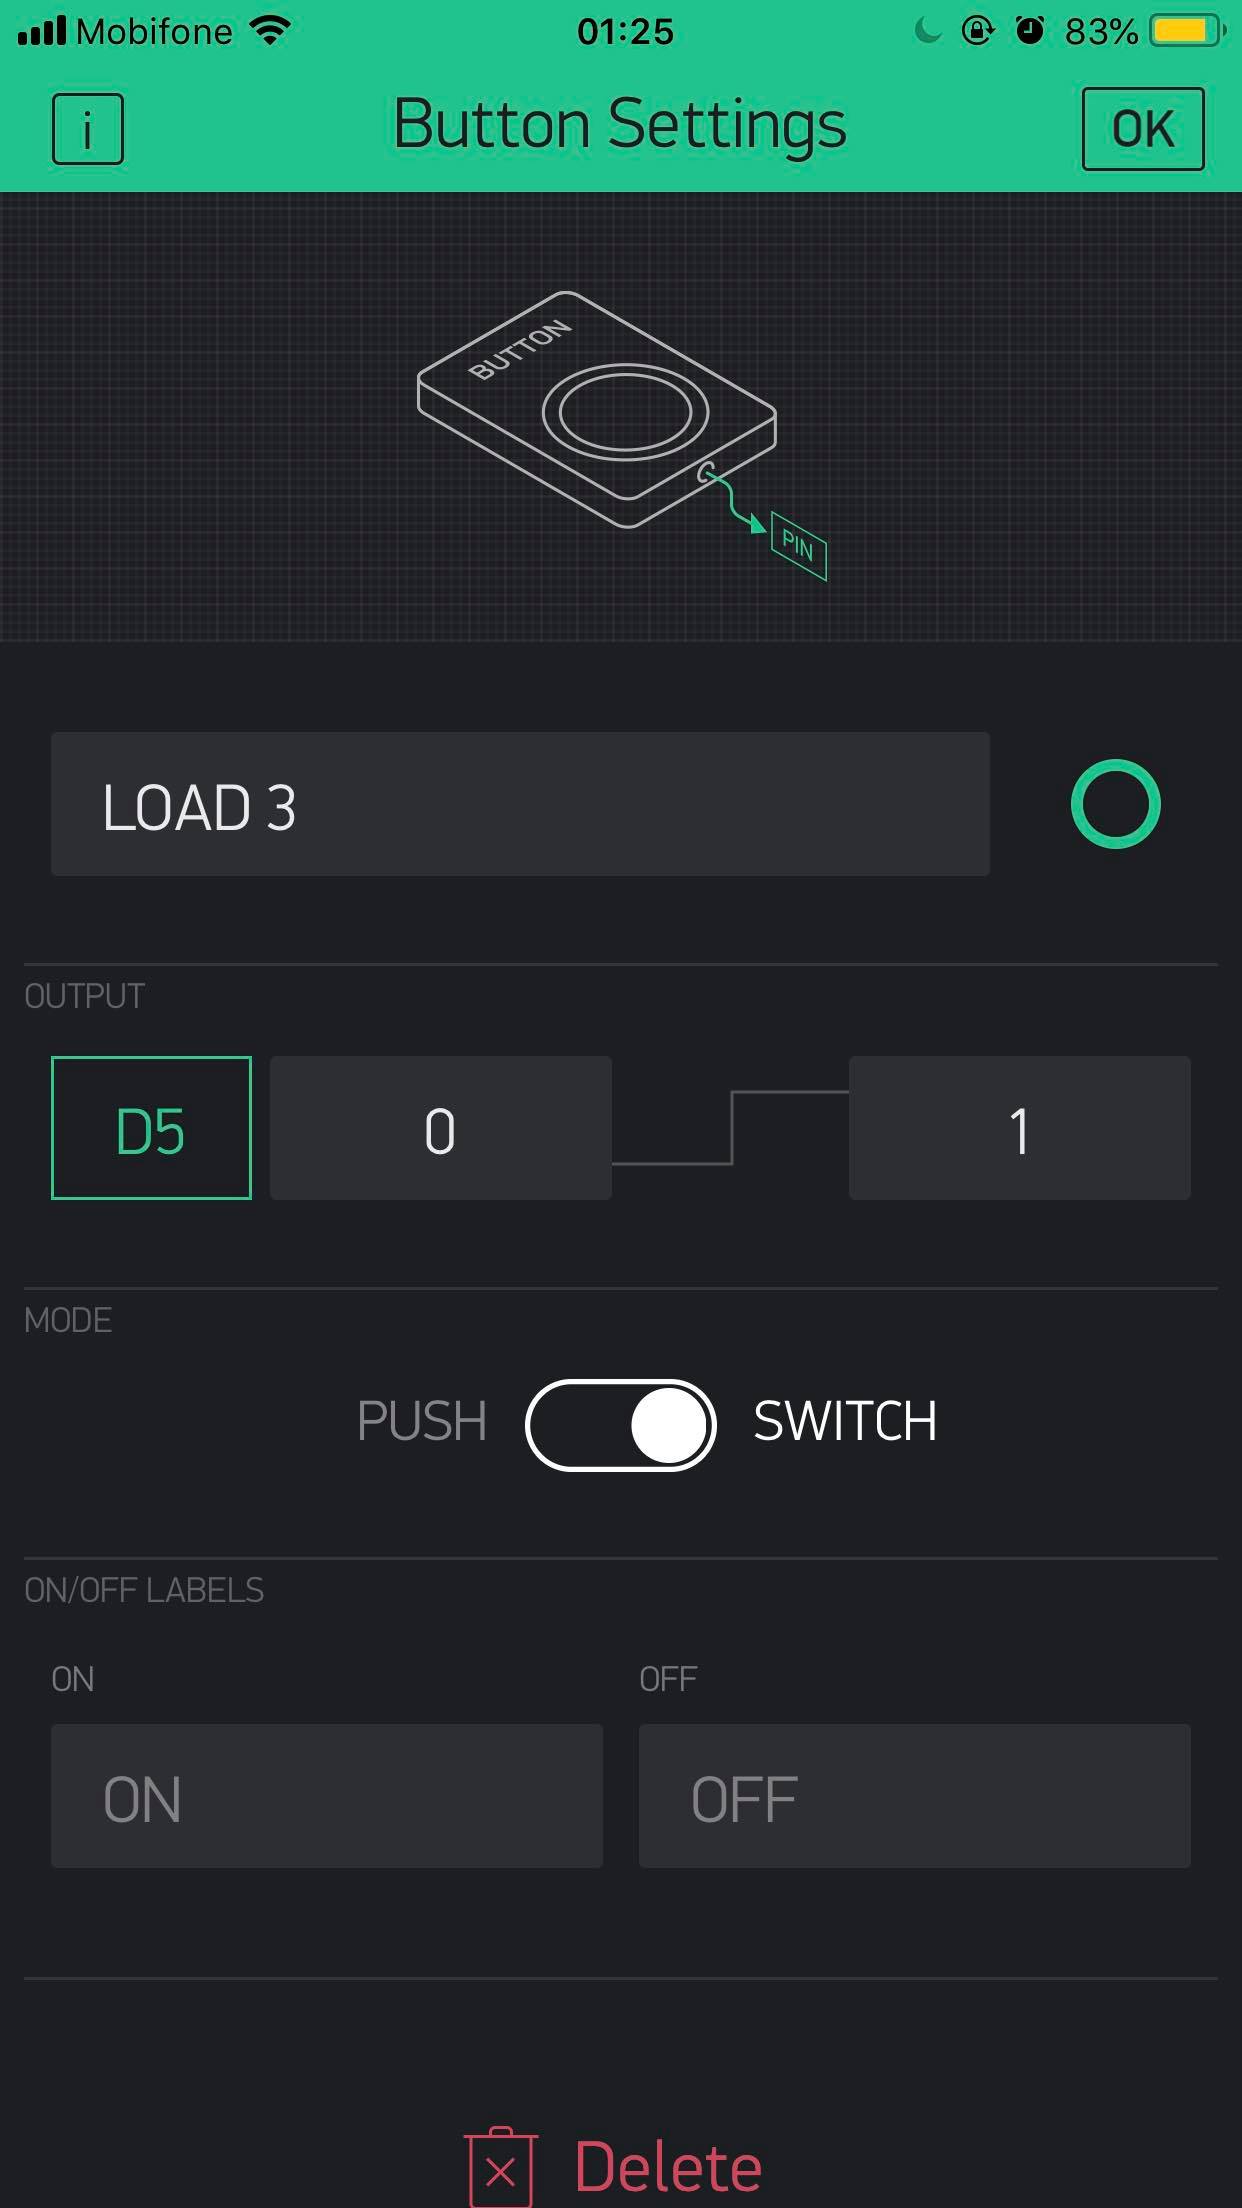 Mobifone 01:25 83%
i Button Settings OK
BUTTON
PIN
LOAD 3
OUTPUT
D5 0 1
MODE
PUSH SWITCH
ON/OFF LABELS
ON OFF
ON OFF
Delete